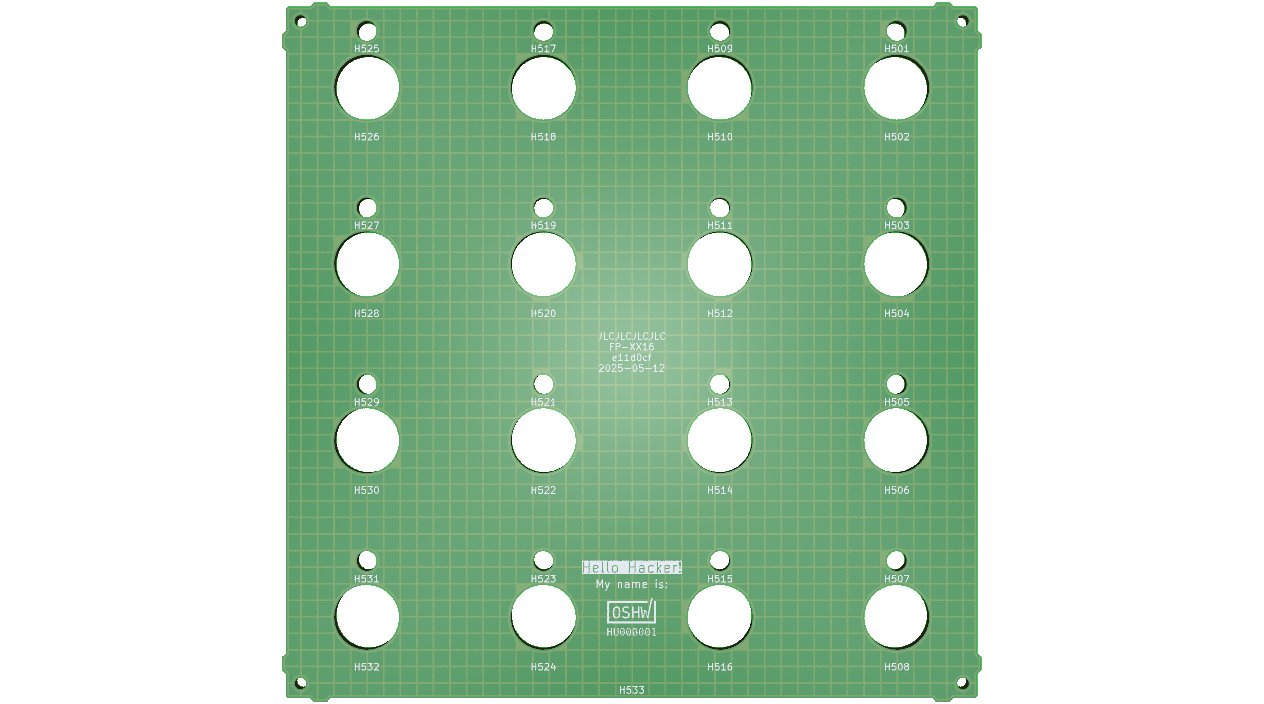 H525 H517 H509 H501
H526 H518 H510 H502
H527 H519 H511 H503
H528 H520 H512 H504
JLCJLCJLCJLC
FP-XX16
e11d0cf
2025-05-12
H529 H521 H513 H505
H530 H522 H514 H506
Hello Hacker!
H531 H523 My name is: H515 H507
OSHW
HU000001
H532 H524 H516 H508
H533